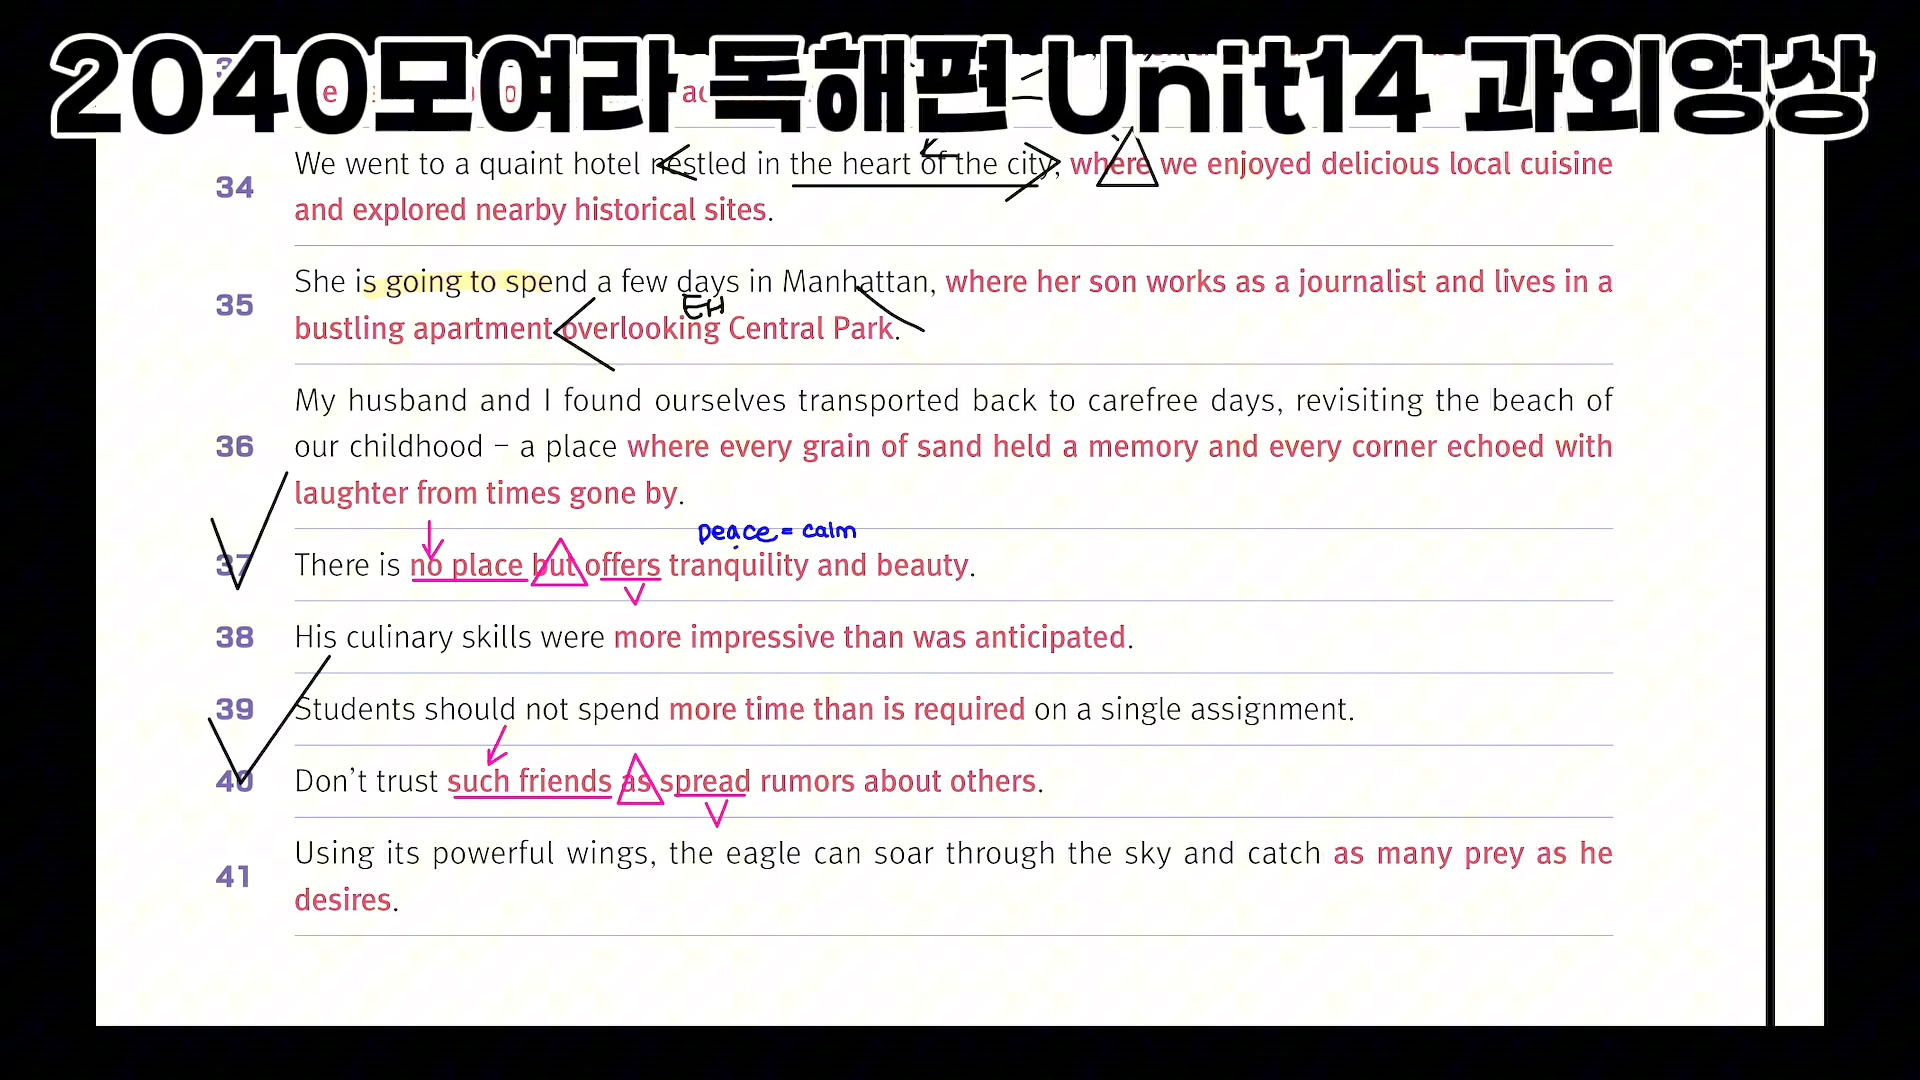 2040모여라 독해편 Unit14 과외영상
34 We went to a quaint hotel nestled in the heart of the city, where we enjoyed delicious local cuisine
and explored nearby historical sites.
35 She is going to spend a few days in Manhattan, where her son works as a journalist and lives in a
EH
bustling apartment overlooking Central Park.
My husband and I found ourselves transported back to carefree days, revisiting the beach of
36 our childhood – a place where every grain of sand held a memory and every corner echoed with
laughter from times gone by.
peace = calm
37 There is no place but offers tranquility and beauty.
38 His culinary skills were more impressive than was anticipated.
39 Students should not spend more time than is required on a single assignment.
40 Don't trust such friends as spread rumors about others.
41 Using its powerful wings, the eagle can soar through the sky and catch as many prey as he
desires.